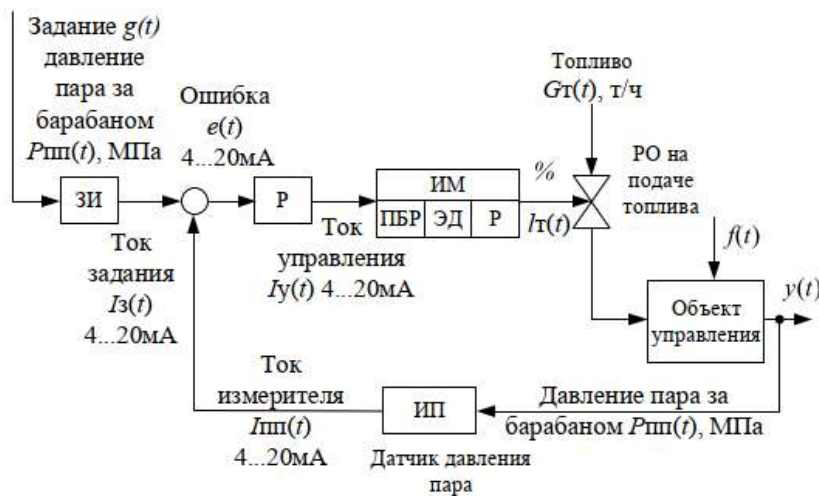 Задание g(t)
давление
пара за
барабаном
Pпп(t), МПа
Ошибка
e(t)
4...20мА
Топливо
Gт(t), т/ч
ЗИ
Р
ИМ
ПБР ЭД Р
%
lт(t)
РО на
подаче
топлива
Ток
задания
Iз(t)
4...20мА
Ток
управления
Iу(t) 4...20мА
f(t)
Объект
управления
y(t)
Ток
измерителя
Iпп(t)
4...20мА
ИП
Датчик давления
пара
Давление пара за
барабаном Pпп(t), МПа